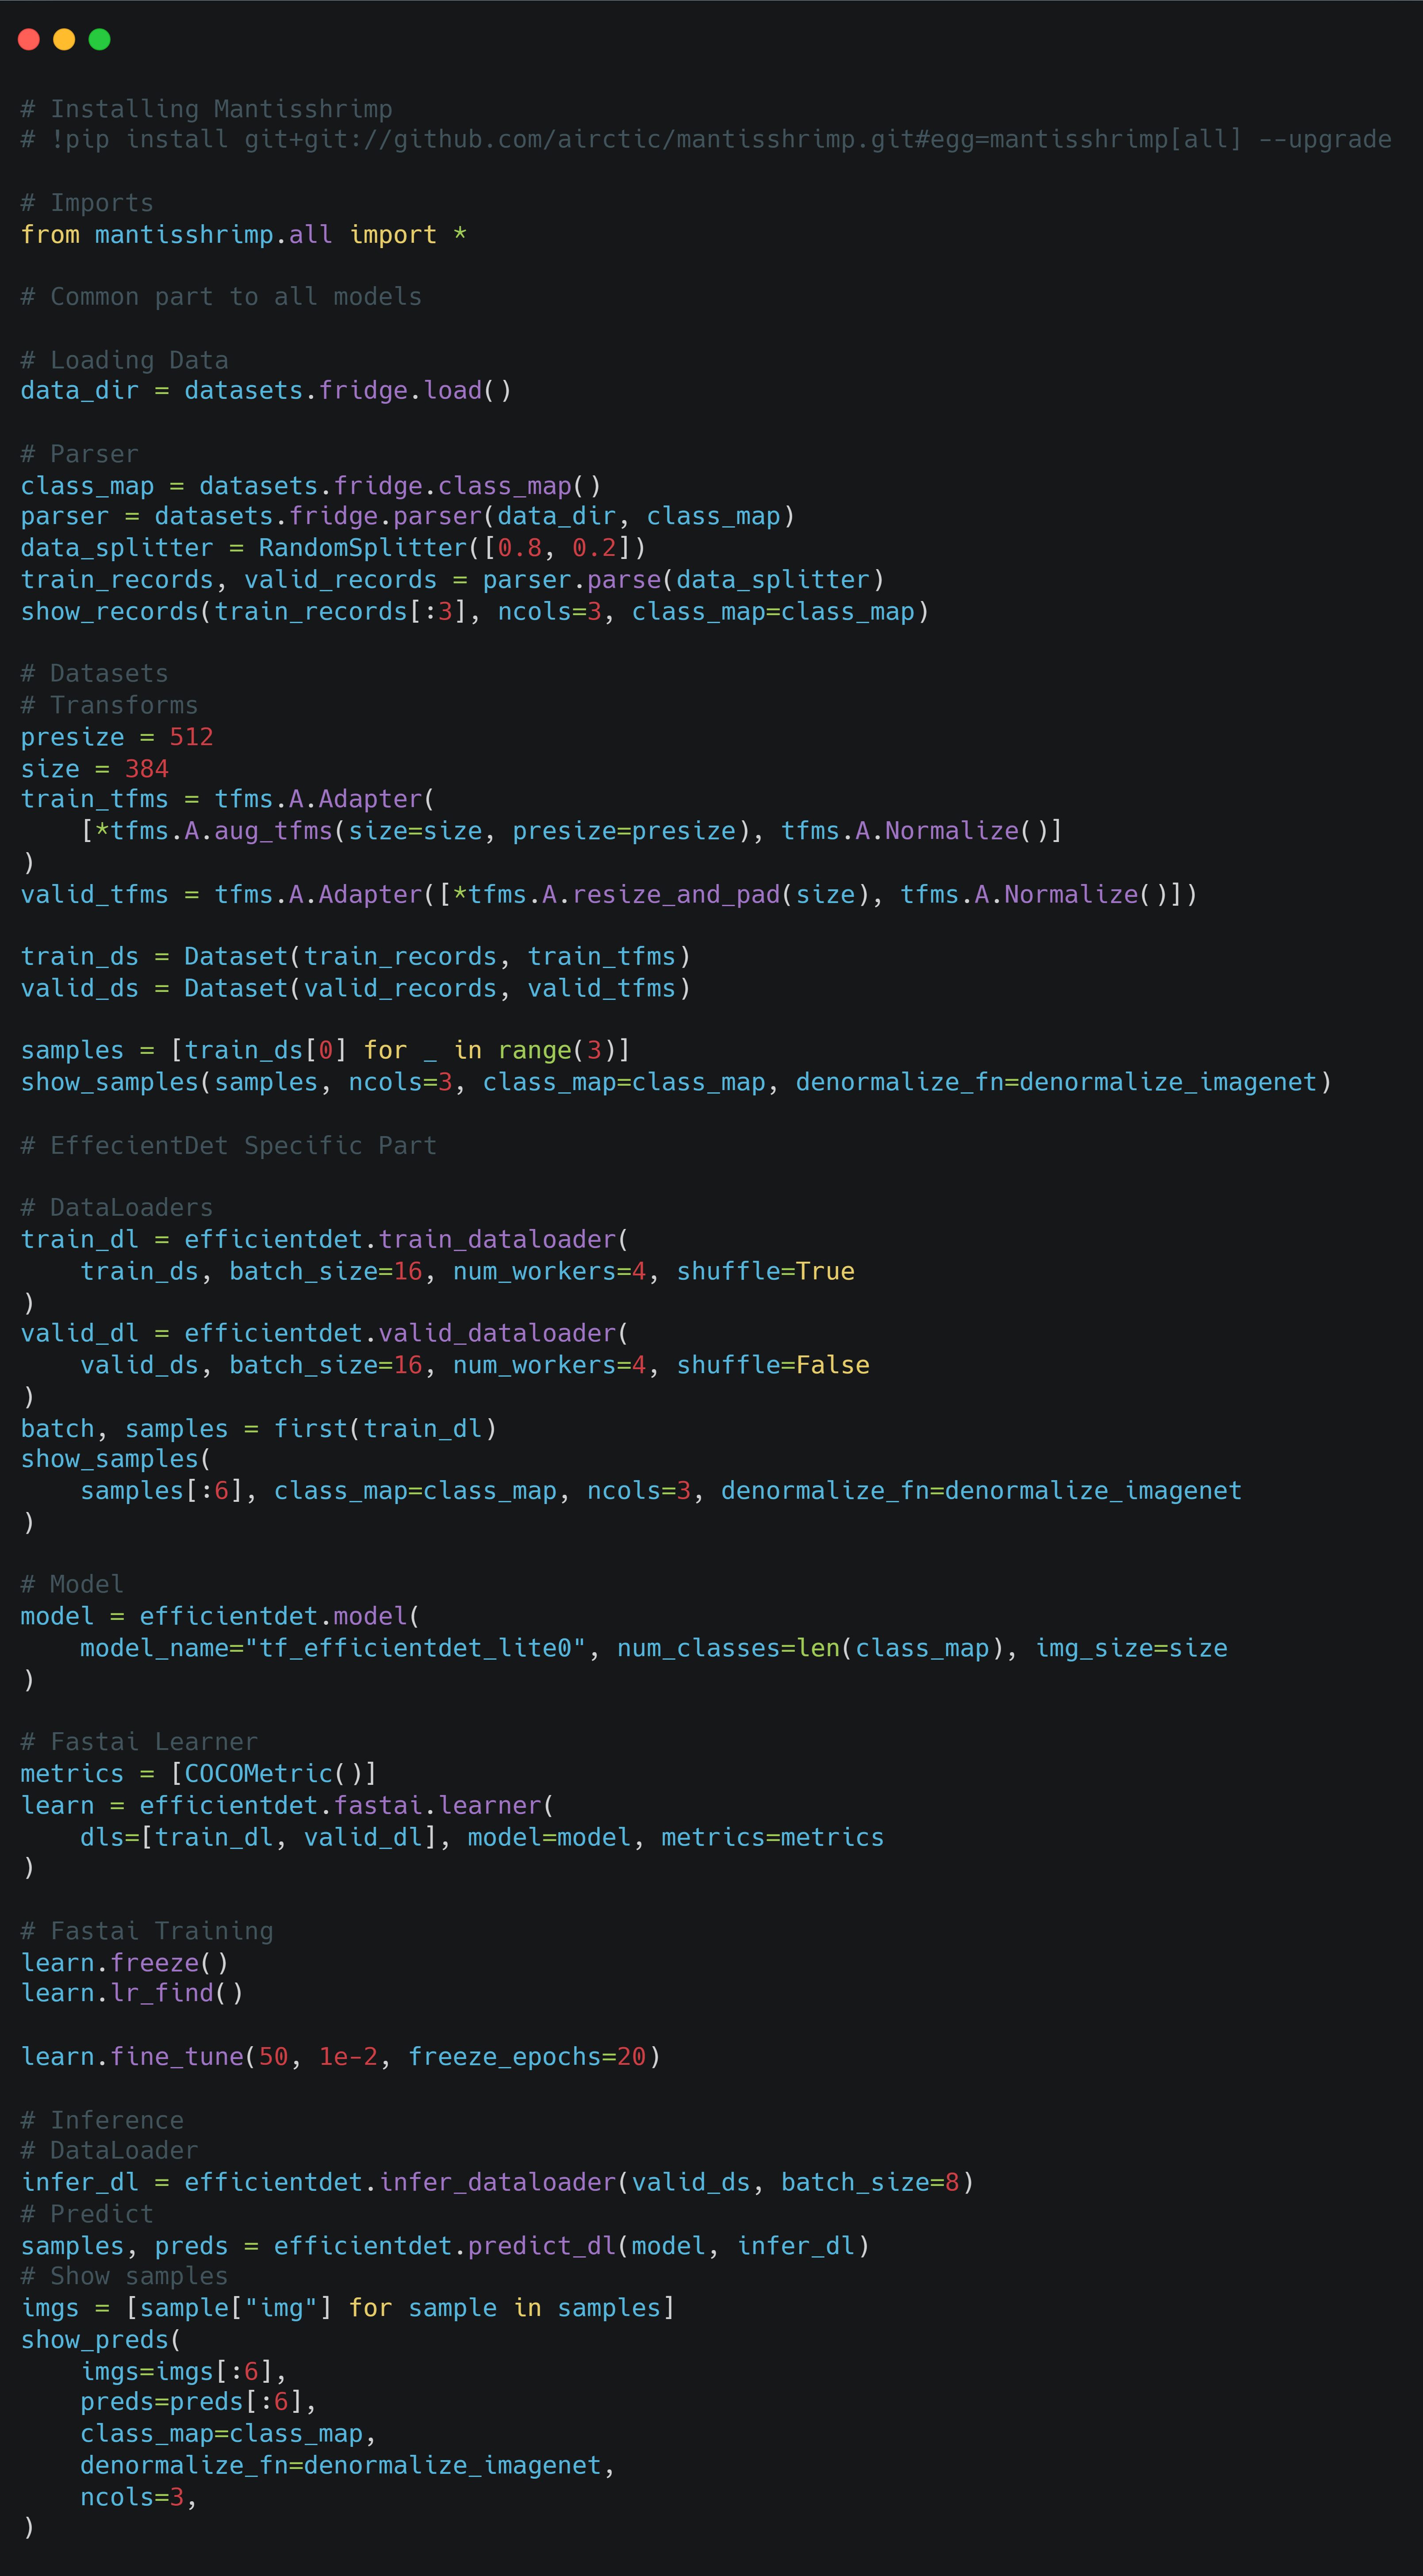 # Installing Mantisshrimp
# !pip install git+git://github.com/airctic/mantisshrimp.git#egg=mantisshrimp[all] --upgrade

# Imports
from mantisshrimp.all import *

# Common part to all models

# Loading Data
data_dir = datasets.fridge.load()

# Parser
class_map = datasets.fridge.class_map()
parser = datasets.fridge.parser(data_dir, class_map)
data_splitter = RandomSplitter([0.8, 0.2])
train_records, valid_records = parser.parse(data_splitter)
show_records(train_records[:3], ncols=3, class_map=class_map)

# Datasets
# Transforms
presize = 512
size = 384
train_tfms = tfms.A.Adapter(
    [*tfms.A.aug_tfms(size=size, presize=presize), tfms.A.Normalize()]
)
valid_tfms = tfms.A.Adapter([*tfms.A.resize_and_pad(size), tfms.A.Normalize()])

train_ds = Dataset(train_records, train_tfms)
valid_ds = Dataset(valid_records, valid_tfms)

samples = [train_ds[0] for _ in range(3)]
show_samples(samples, ncols=3, class_map=class_map, denormalize_fn=denormalize_imagenet)

# EffecientDet Specific Part

# DataLoaders
train_dl = efficientdet.train_dataloader(
    train_ds, batch_size=16, num_workers=4, shuffle=True
)
valid_dl = efficientdet.valid_dataloader(
    valid_ds, batch_size=16, num_workers=4, shuffle=False
)
batch, samples = first(train_dl)
show_samples(
    samples[:6], class_map=class_map, ncols=3, denormalize_fn=denormalize_imagenet
)

# Model
model = efficientdet.model(
    model_name="tf_efficientdet_lite0", num_classes=len(class_map), img_size=size
)

# Fastai Learner
metrics = [COCOMetric()]
learn = efficientdet.fastai.learner(
    dls=[train_dl, valid_dl], model=model, metrics=metrics
)

# Fastai Training
learn.freeze()
learn.lr_find()

learn.fine_tune(50, 1e-2, freeze_epochs=20)

# Inference
# DataLoader
infer_dl = efficientdet.infer_dataloader(valid_ds, batch_size=8)
# Predict
samples, preds = efficientdet.predict_dl(model, infer_dl)
# Show samples
imgs = [sample["img"] for sample in samples]
show_preds(
    imgs=imgs[:6],
    preds=preds[:6],
    class_map=class_map,
    denormalize_fn=denormalize_imagenet,
    ncols=3,
)